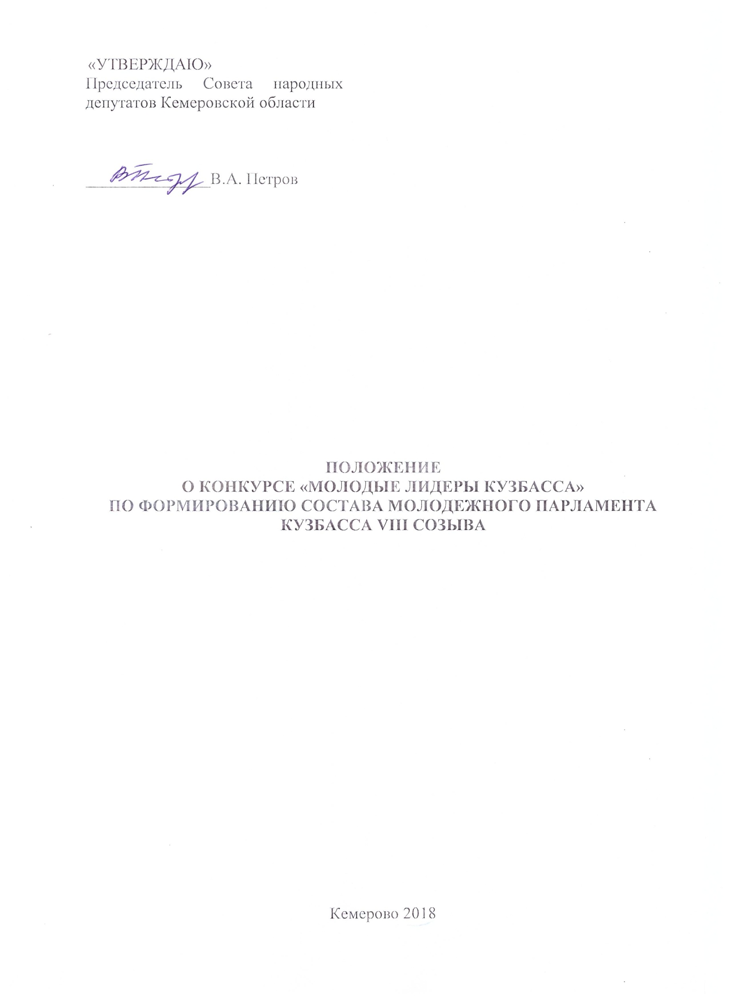 «УТВЕРЖДАЮ»
Председатель Совета народных
депутатов Кемеровской области
В.А. Петров
ПОЛОЖЕНИЕ
О КОНКУРСЕ «МОЛОДЫЕ ЛИДЕРЫ КУЗБАССА»
ПО ФОРМИРОВАНИЮ СОСТАВА МОЛОДЕЖНОГО ПАРЛАМЕНТА
КУЗБАССА VIII СОЗЫВА
Кемерово 2018